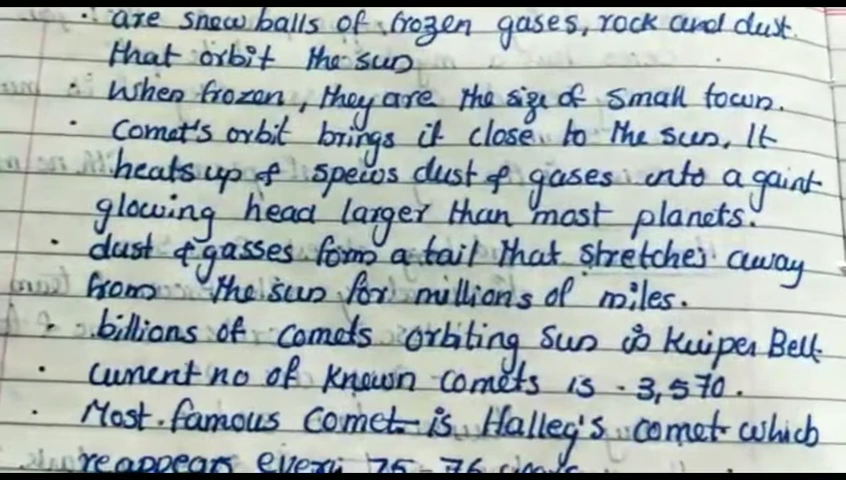 • are snow balls of frozen gases, rock and dust.
that orbit the sun
• When frozen, they are the size of small town.
• Comet's orbit brings it close to the sun. It
heats up & spews dust & gases into a gaint
glowing head larger than most planets.
• dust & gasses form a tail that stretches away
from the sun for millions of miles.
• billions of comets orbiting Sun in Kuiper Belt.
• current no of known comets is - 3,570.
• Most famous comet is Halleg's comet which
reappears every 75-76 years